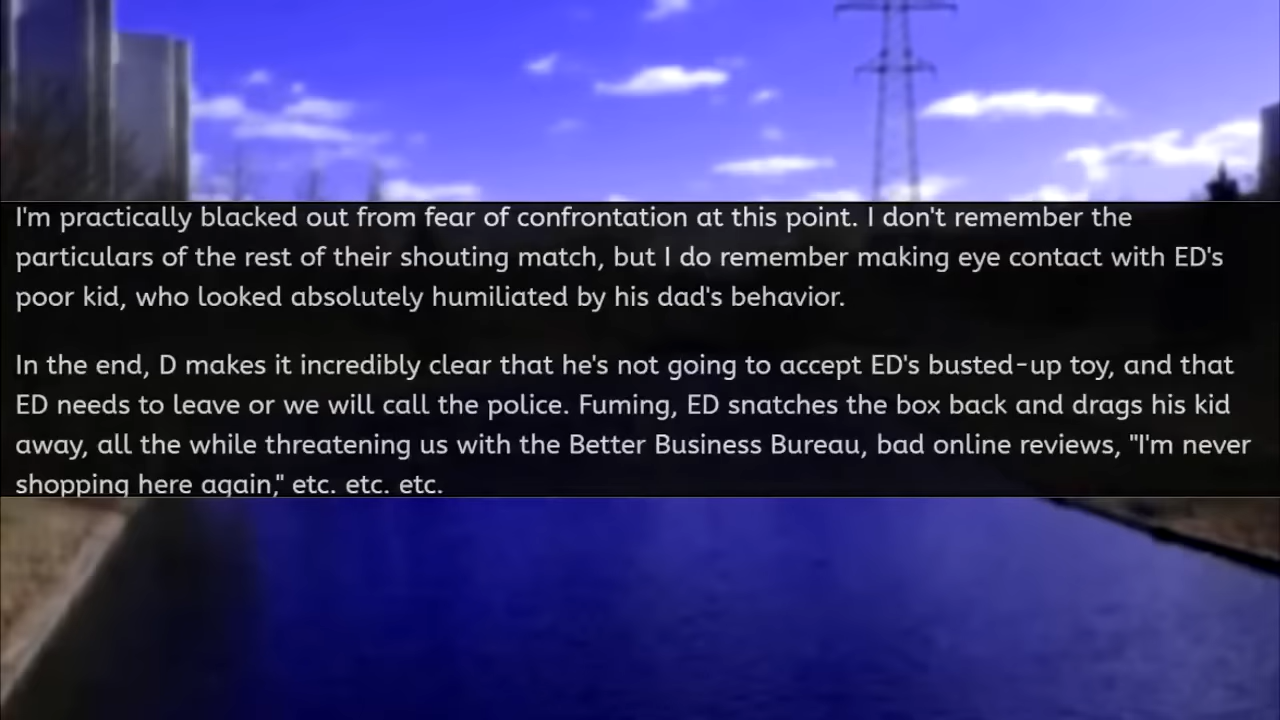 I'm practically blacked out from fear of confrontation at this point. I don't remember the
particulars of the rest of their shouting match, but I do remember making eye contact with ED's
poor kid, who looked absolutely humiliated by his dad's behavior.
In the end, D makes it incredibly clear that he's not going to accept ED's busted-up toy, and that
ED needs to leave or we will call the police. Fuming, ED snatches the box back and drags his kid
away, all the while threatening us with the Better Business Bureau, bad online reviews, "I'm never
shopping here again," etc. etc. etc.